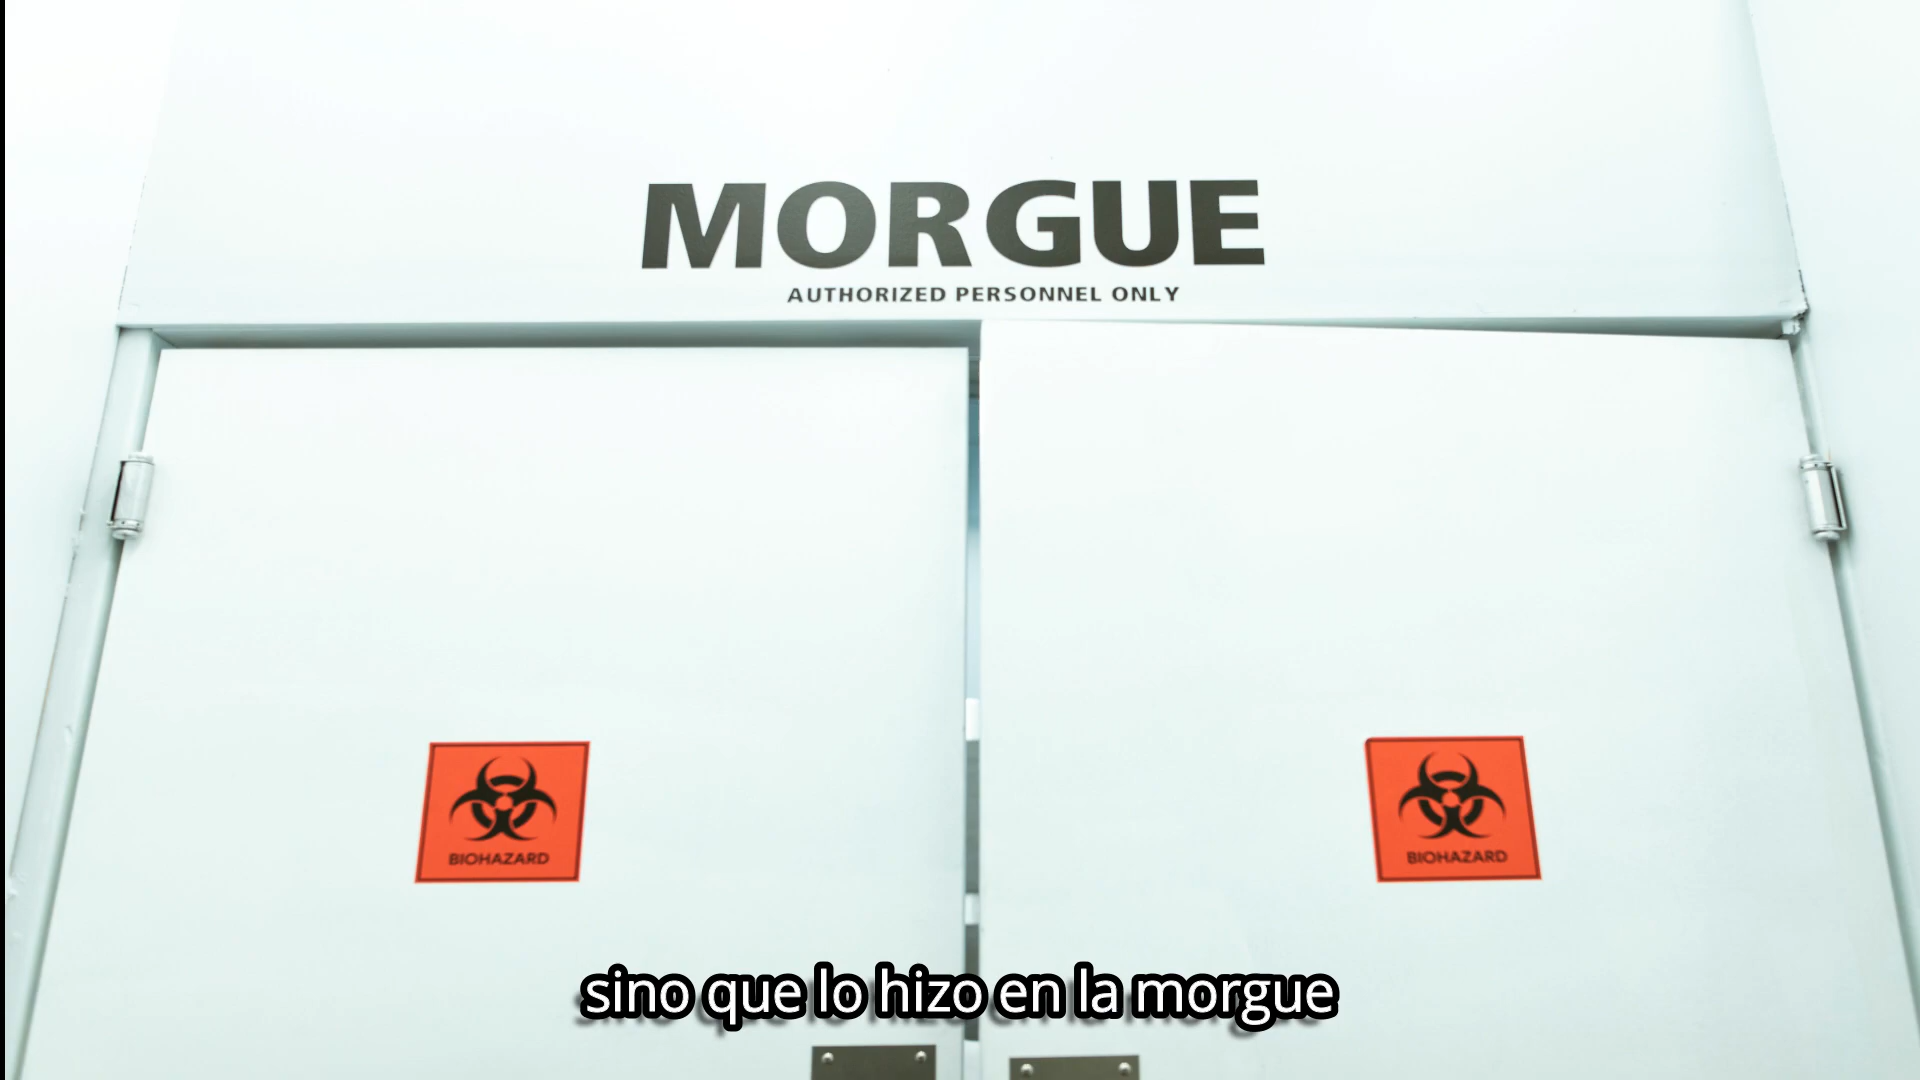 MORGUE
AUTHORIZED PERSONNEL ONLY
BIOHAZARD
BIOHAZARD
sino que lo hizo en la morgue